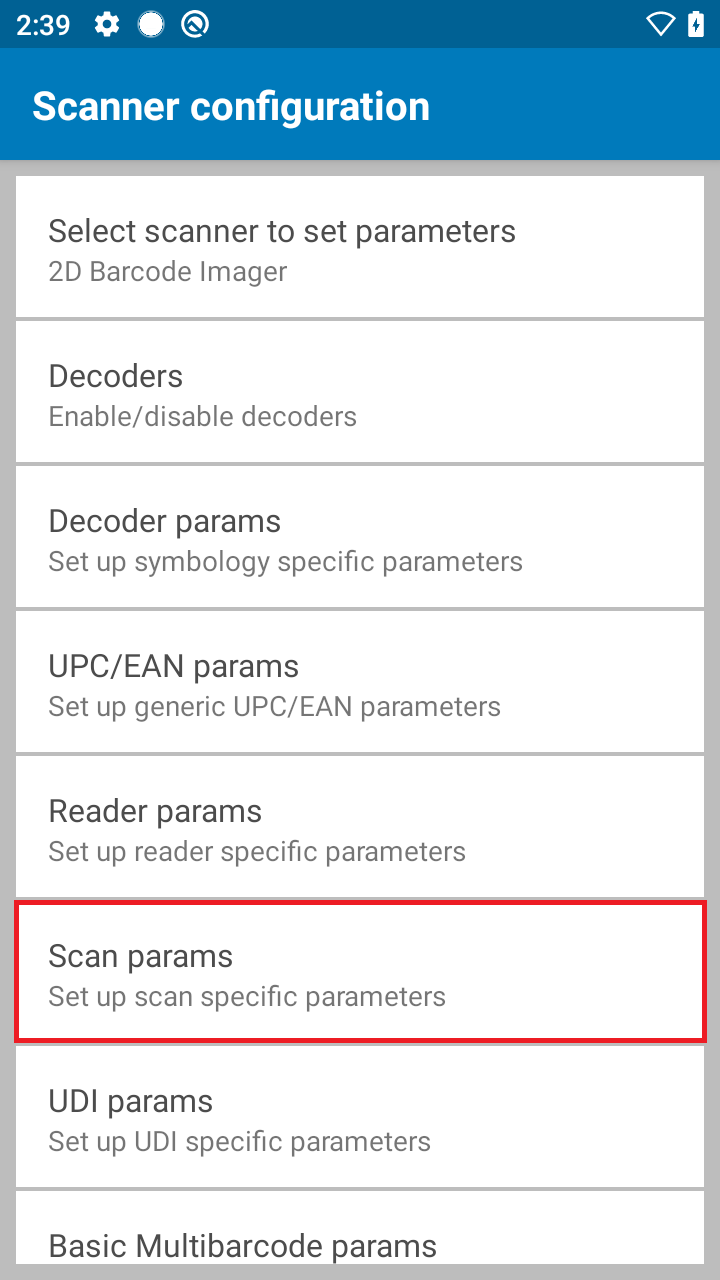 2:39
Scanner configuration
Select scanner to set parameters
2D Barcode Imager
Decoders
Enable/disable decoders
Decoder params
Set up symbology specific parameters
UPC/EAN params
Set up generic UPC/EAN parameters
Reader params
Set up reader specific parameters
Scan params
Set up scan specific parameters
UDI params
Set up UDI specific parameters
Basic Multibarcode params